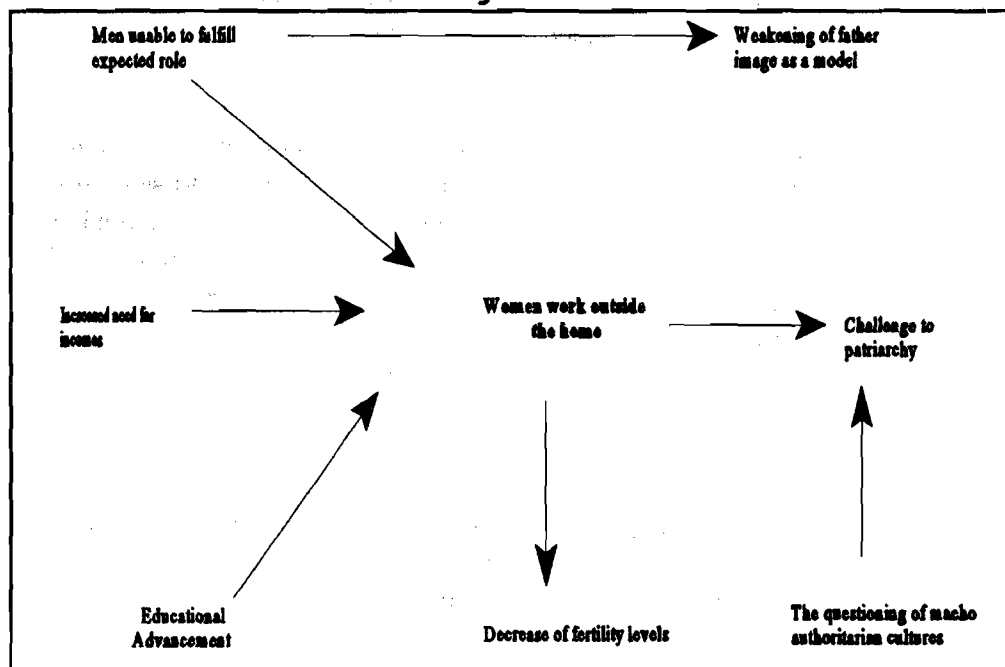 Men unable to fulfill
expected role
Weakening of father
image as a model
Increased need for
incomes
Women work outside
the home
Challenge to
patriarchy
Educational
Advancement
Decrease of fertility levels
The questioning of macho
authoritarian cultures